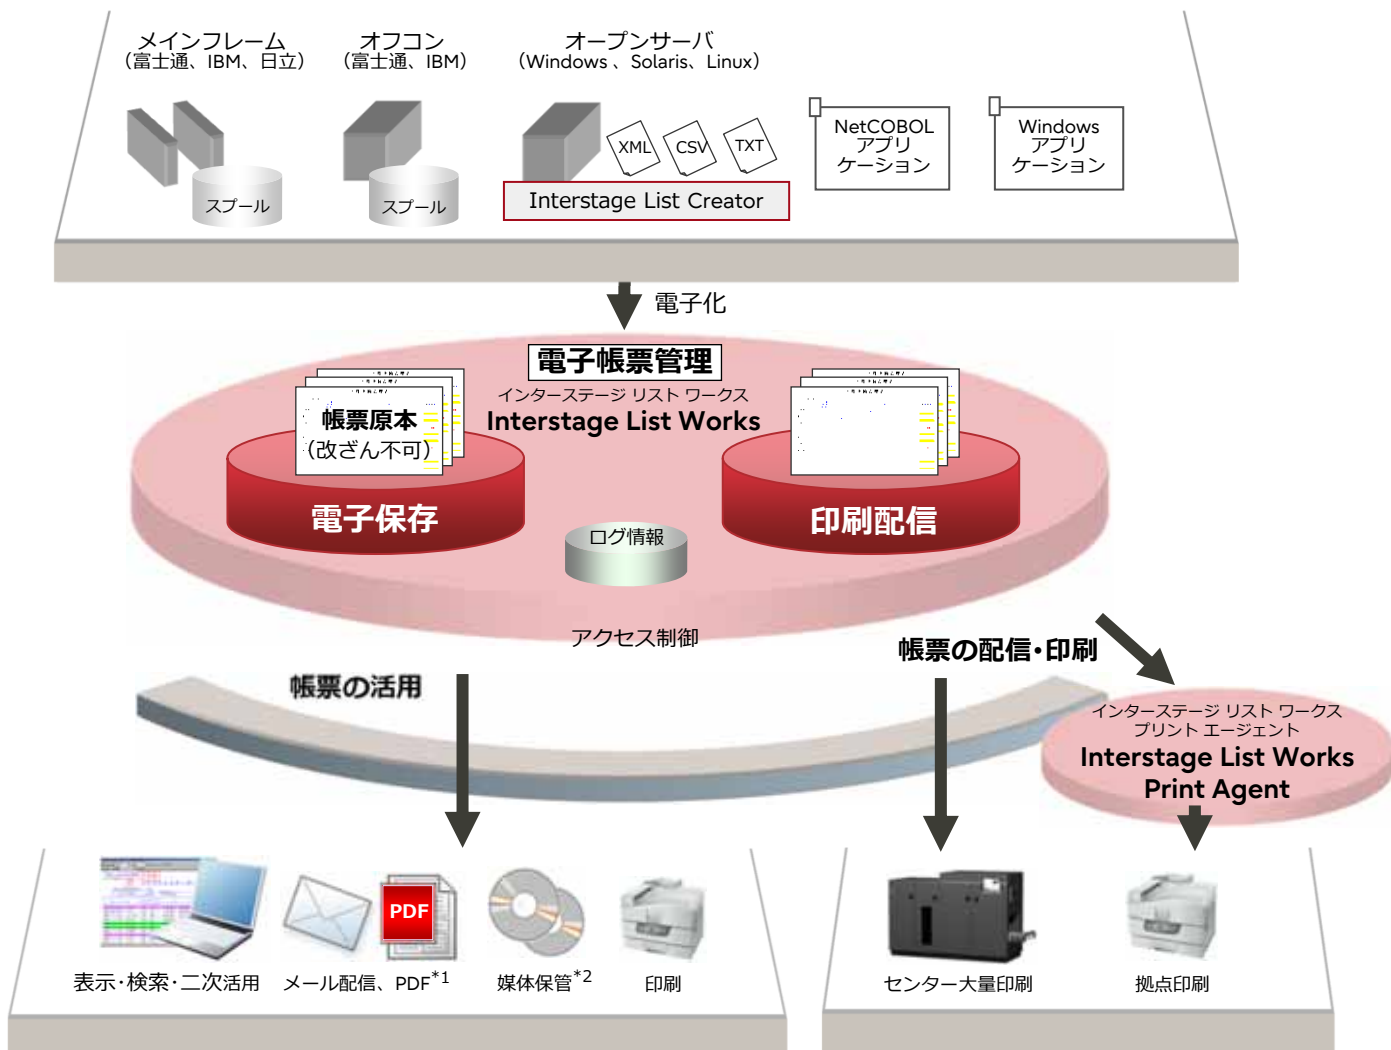 メインフレーム
（富士通、IBM、日立）
オフコン
（富士通、IBM）
オープンサーバ
（Windows 、Solaris、Linux）
スプール
スプール
XML
CSV
TXT
Interstage List Creator
NetCOBOL
アプリ
ケーション
Windows
アプリ
ケーション
電子化
電子帳票管理
インターステージ リスト ワークス
Interstage List Works
帳票原本
（改ざん不可）
電子保存
印刷配信
ログ情報
アクセス制御
帳票の活用
帳票の配信・印刷
インターステージ リスト ワークス
プリント エージェント
Interstage List Works
Print Agent
PDF
表示・検索・二次活用
メール配信、PDF*1
媒体保管*2
印刷
センター大量印刷
拠点印刷